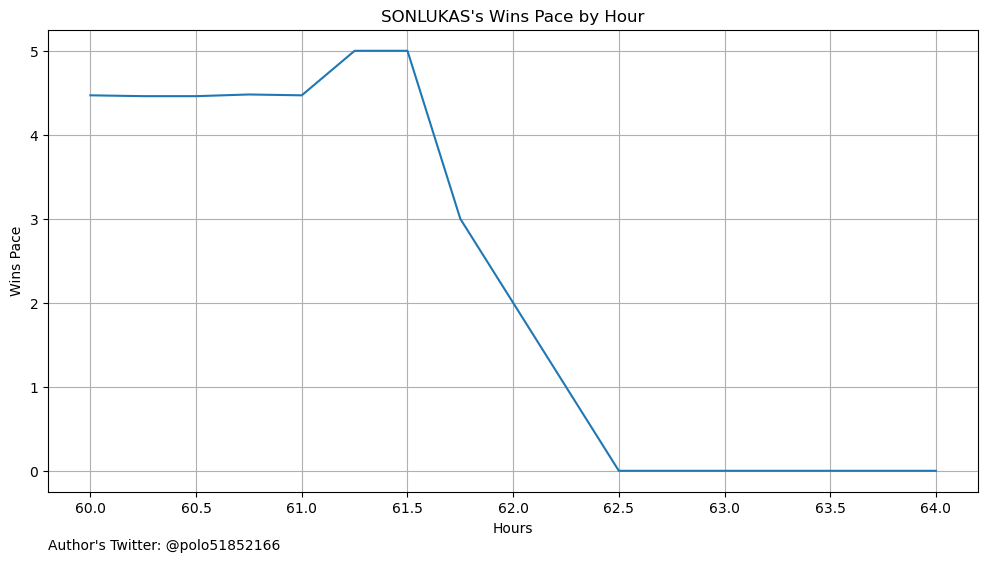 SONLUKAS's Wins Pace by Hour
5
4
3
2
1
0
Wins Pace
60.0 60.5 61.0 61.5 62.0 62.5 63.0 63.5 64.0
Hours
Author's Twitter: @polo51852166